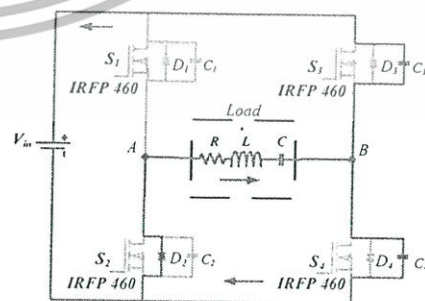 S1 D1 C1
IRFP 460
S3 D3 C
IRFP 460
Load
R L C
A B
Vin
S2 D2 C2
IRFP 460
S4 D4 C
IRFP 460